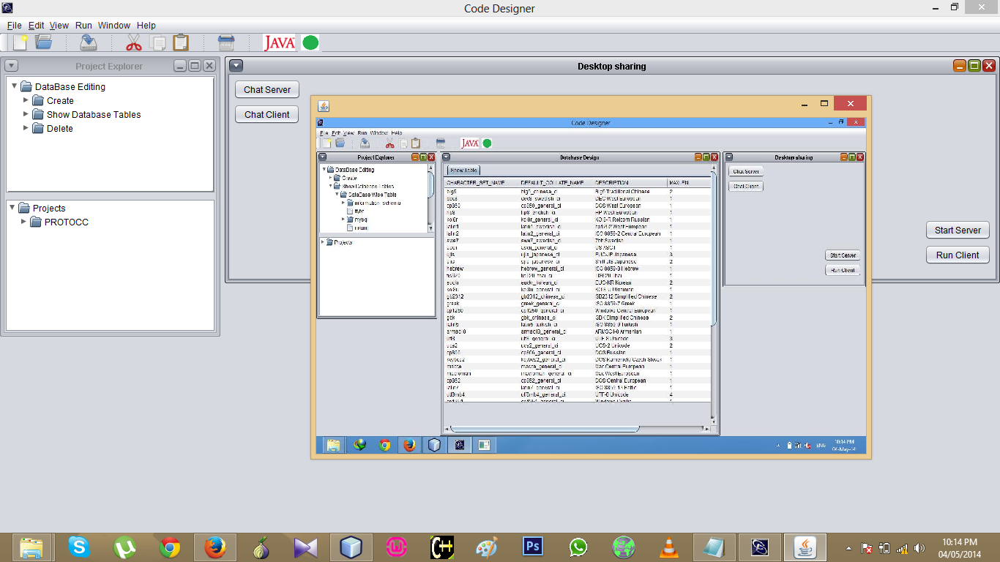 Code Designer
File Edit View Run Window Help
JAVA
Project Explorer
DataBase Editing
Create
Show Database Tables
Delete
Projects
PROTOCC
Desktop sharing
Chat Server
Chat Client
Start Server
Run Client
Code Designer
File Edit View Run Window Help
JAVA
Project Explorer
DataBase Editing
Create
Show Database Tables
DataBase Wise Table
information_schema
mysql
Projects
Database Design
Show Table
CHARACTER_SET_NAME DEFAULT_COLLATE_NAME DESCRIPTION MAXLEN
big5 big5_chinese_ci Big5 Traditional Chinese 2
dec8 dec8_swedish_ci DEC West European 1
cp850 cp850_general_ci DOS West European 1
hp8 hp8_english_ci HP West European 1
koi8r koi8r_general_ci KOI8-R Relcom Russian 1
latin1 latin1_swedish_ci cp1252 West European 1
latin2 latin2_general_ci ISO 8859-2 Central European 1
swe7 swe7_swedish_ci 7bit Swedish 1
ascii ascii_general_ci US ASCII 1
ujis ujis_japanese_ci EUC-JP Japanese 3
sjis sjis_japanese_ci Shift-JIS Japanese 2
hebrew hebrew_general_ci ISO 8859-8 Hebrew 1
tis620 tis620_thai_ci TIS620 Thai 1
euckr euckr_korean_ci EUC-KR Korean 2
koi8u koi8u_general_ci KOI8-U Ukrainian 1
gb2312 gb2312_chinese_ci GB2312 Simplified Chinese 2
greek greek_general_ci ISO 8859-7 Greek 1
cp1250 cp1250_general_ci Windows Central European 1
gbk gbk_chinese_ci GBK Simplified Chinese 2
latin5 latin5_turkish_ci ISO 8859-9 Turkish 1
armscii8 armscii8_general_ci ARMSCII-8 Armenian 1
utf8 utf8_general_ci UTF-8 Unicode 3
ucs2 ucs2_general_ci UCS-2 Unicode 2
cp866 cp866_general_ci DOS Russian 1
keybcs2 keybcs2_general_ci DOS Kamenicky Czech-Slovak 1
macce macce_general_ci Mac Central European 1
macroman macroman_general_ci Mac West European 1
cp852 cp852_general_ci DOS Central European 1
latin7 latin7_general_ci ISO 8859-13 Baltic 1
utf8mb4 utf8mb4_general_ci UTF-8 Unicode 4
Desktop sharing
Chat Server
Chat Client
Start Server
Run Client
ENG
10:14 PM
04-May-14
C++
Ps
10:14 PM
04/05/2014